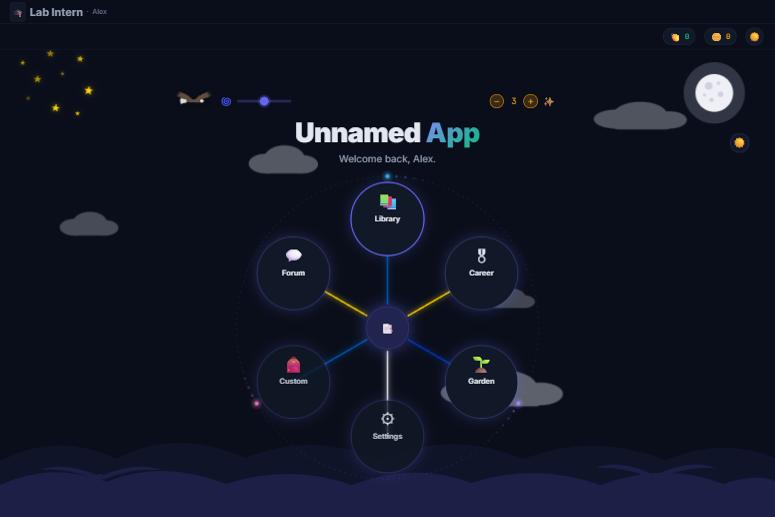 Lab Intern · Alex
0 0
− 3 +
Unnamed App
Welcome back, Alex.
Library
Forum
Career
Custom
Garden
Settings